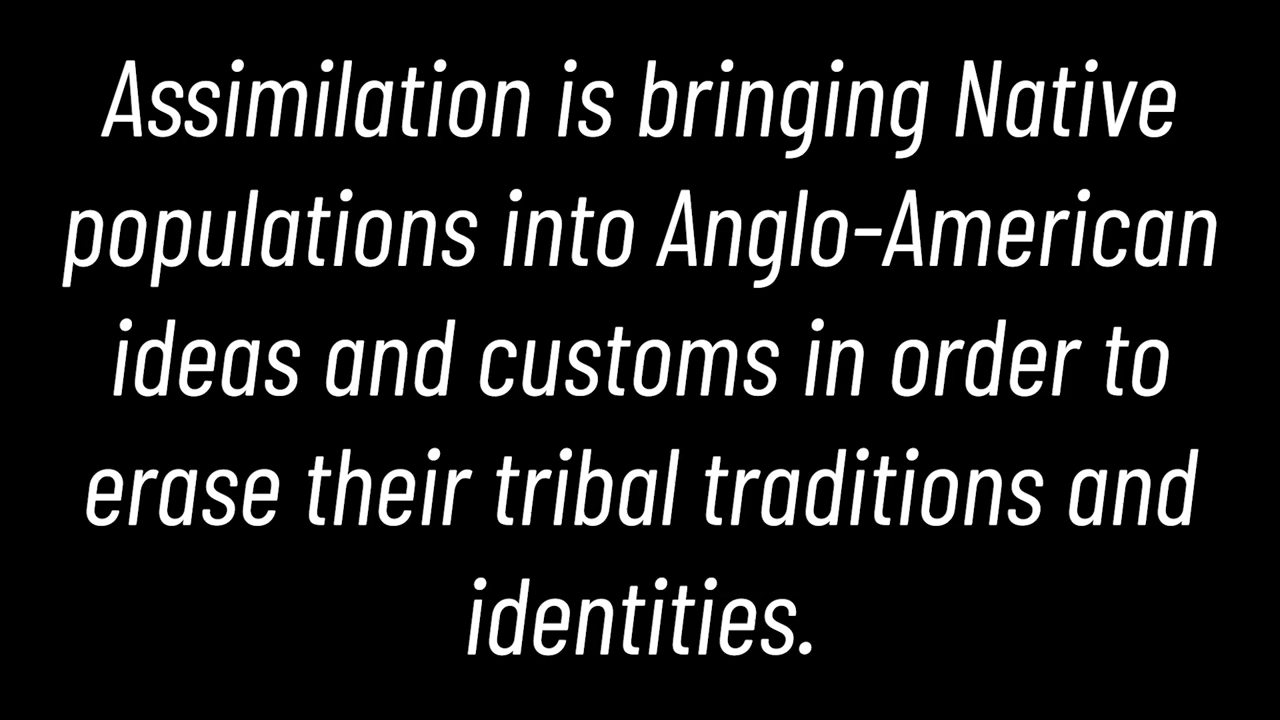 Assimilation is bringing Native
populations into Anglo-American
ideas and customs in order to
erase their tribal traditions and
identities.